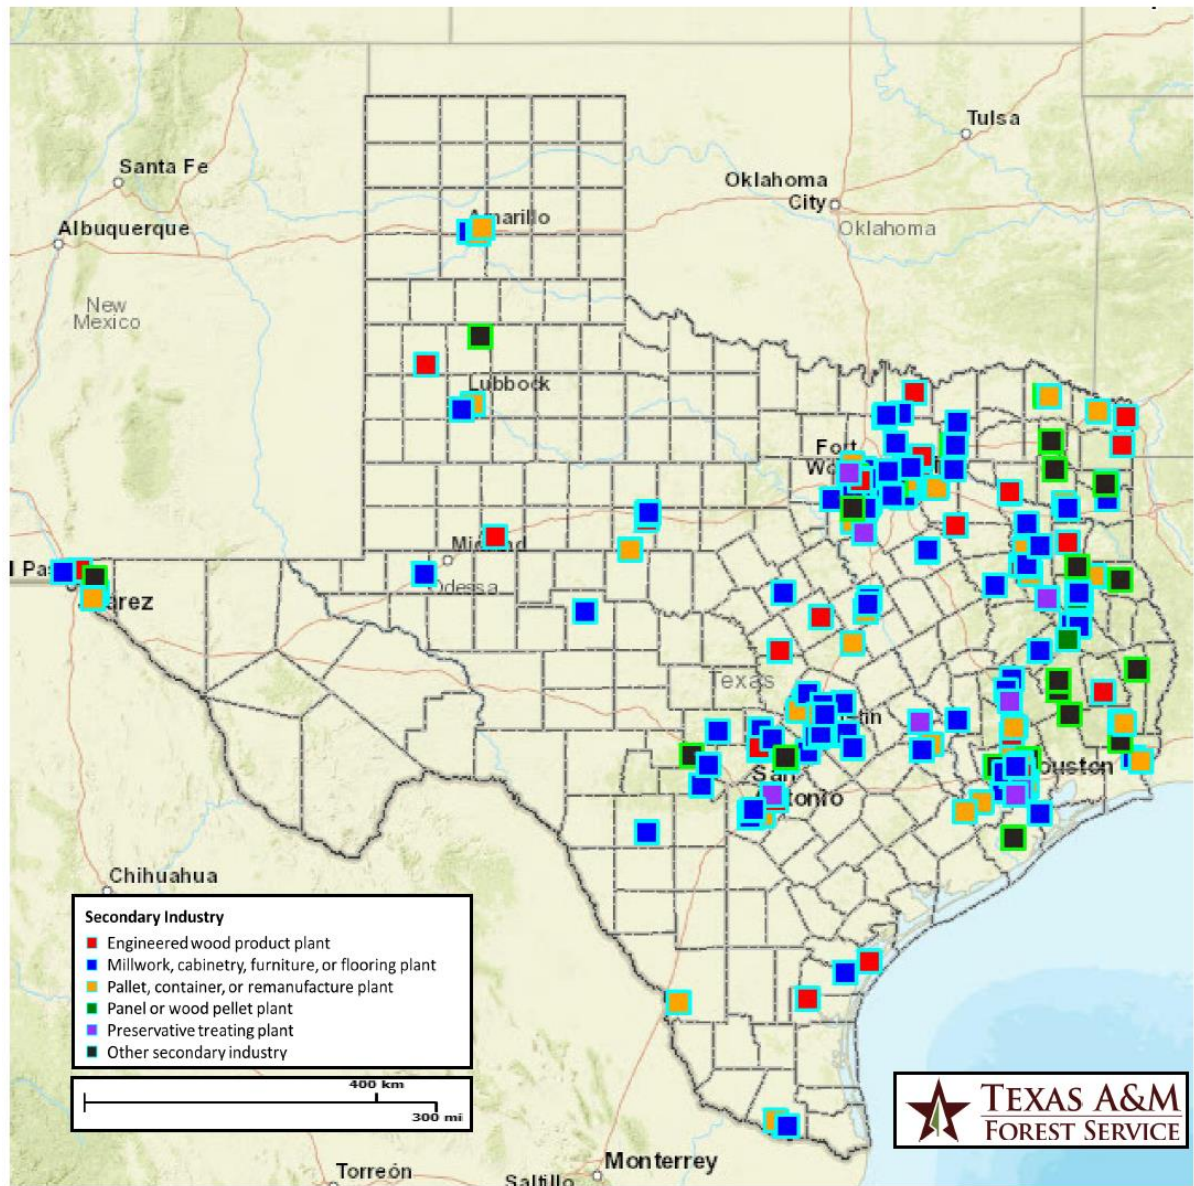 Tulsa
Santa Fe
Oklahoma
City
Albuquerque
Oklahoma
Amarillo
New
Mexico
Lubbock
Fort
Odessa
Texas
San
Chihuahua
Secondary Industry
Engineered wood product plant
Millwork, cabinetry, furniture, or flooring plant
Pallet, container, or remanufacture plant
Panel or wood pellet plant
Preservative treating plant
Other secondary industry
400 km
300 mi
TEXAS A&M
FOREST SERVICE
Monterrey
Torreón
Saltillo